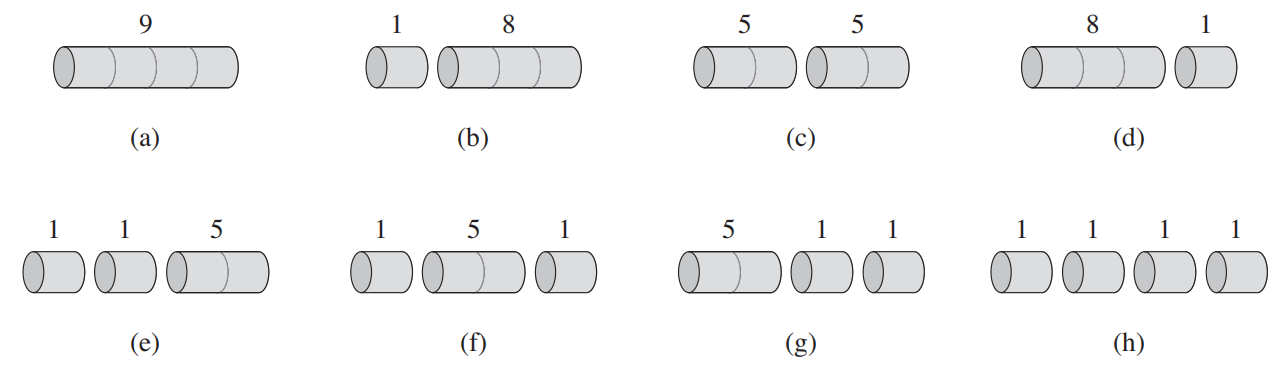 9 1 8 5 5 8 1
(a) (b) (c) (d)
1 1 5 1 5 1 5 1 1 1 1 1 1
(e) (f) (g) (h)